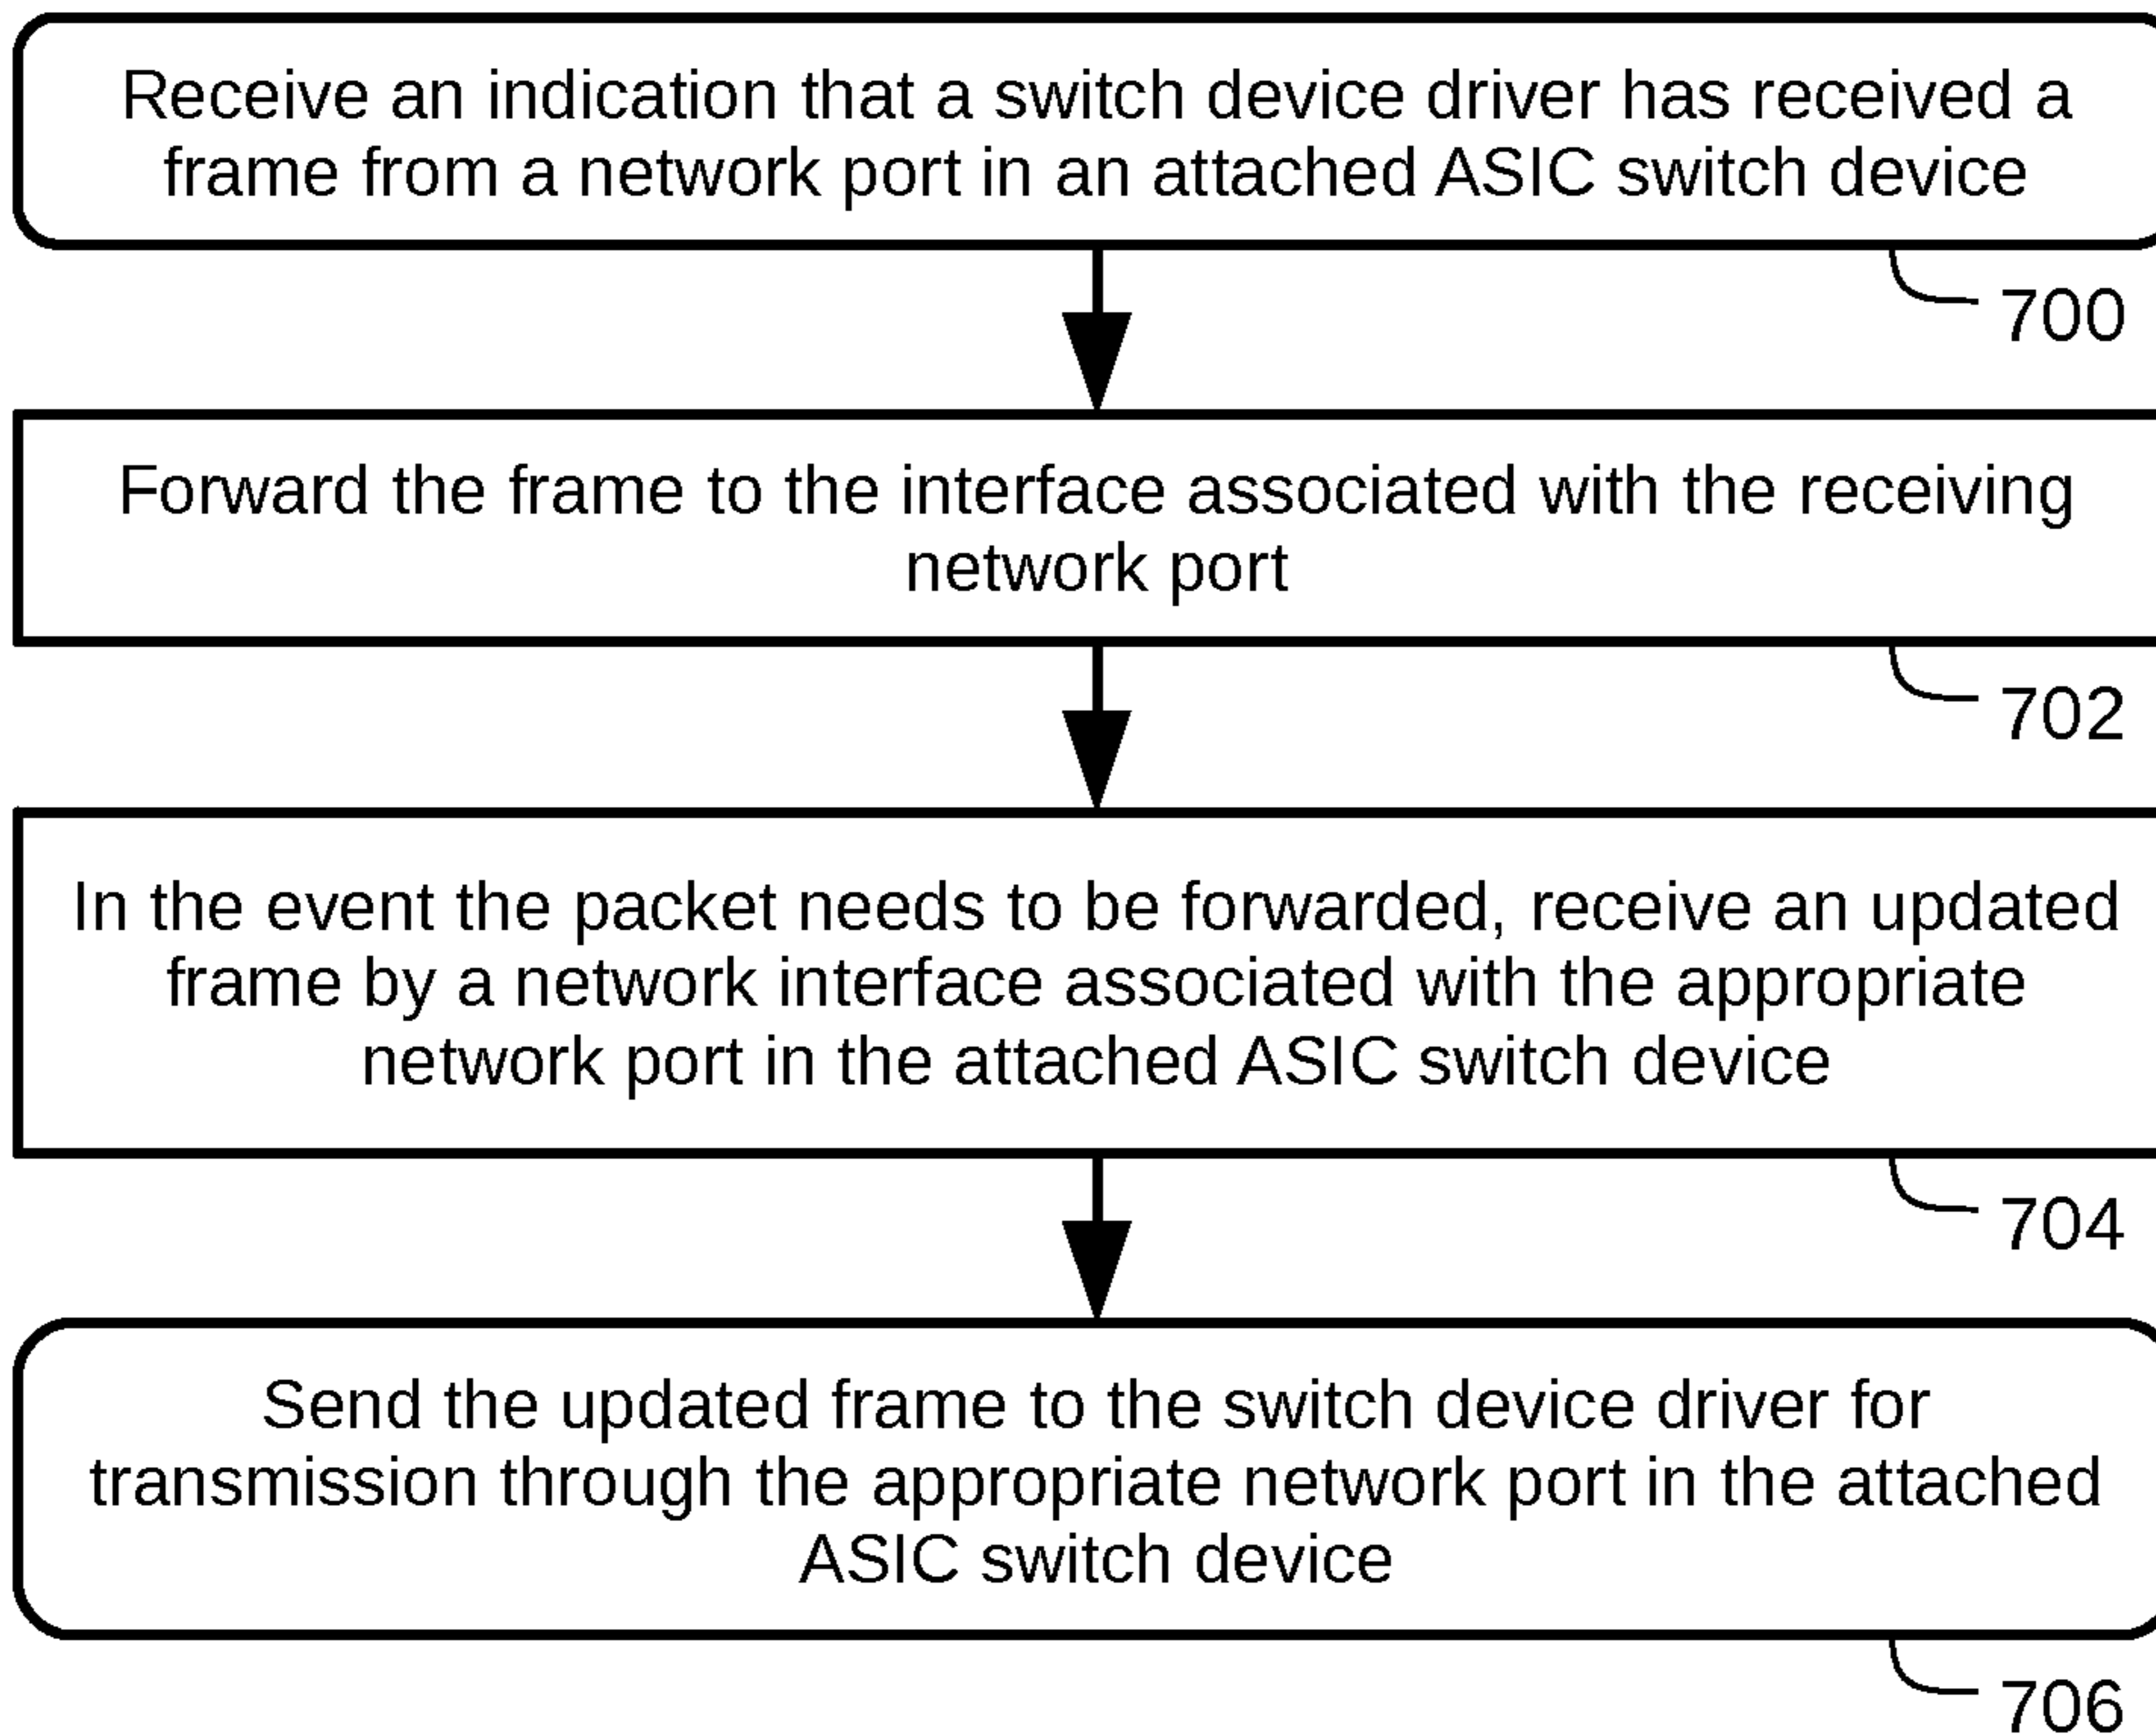 Receive an indication that a switch device driver has received a
frame from a network port in an attached ASIC switch device
700
Forward the frame to the interface associated with the receiving
network port
702
In the event the packet needs to be forwarded, receive an updated
frame by a network interface associated with the appropriate
network port in the attached ASIC switch device
704
Send the updated frame to the switch device driver for
transmission through the appropriate network port in the attached
ASIC switch device
706